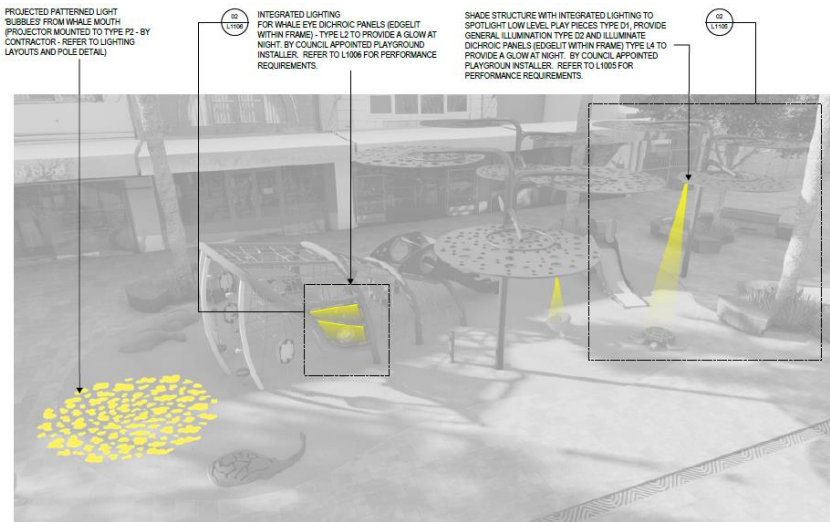 PROJECTED PATTERNED LIGHT
'BUBBLES' FROM WHALE MOUTH
(PROJECTOR MOUNTED TO TYPE P2 - BY
CONTRACTOR - REFER TO LIGHTING
LAYOUTS AND POLE DETAIL)
02
L1106
INTEGRATED LIGHTING
FOR WHALE EYE DICHROIC PANELS (EDGELIT
WITHIN FRAME) - TYPE L2 TO PROVIDE A GLOW AT
NIGHT. BY COUNCIL APPOINTED PLAYGROUND
INSTALLER. REFER TO L1006 FOR PERFORMANCE
REQUIREMENTS.
SHADE STRUCTURE WITH INTEGRATED LIGHTING TO
SPOTLIGHT LOW LEVEL PLAY PIECES TYPE D1, PROVIDE
GENERAL ILLUMINATION TYPE D2 AND ILLUMINATE
DICHROIC PANELS (EDGELIT WITHIN FRAME) TYPE L4 TO
PROVIDE A GLOW AT NIGHT. BY COUNCIL APPOINTED
PLAYGROUN INSTALLER. REFER TO L1005 FOR
PERFORMANCE REQUIREMENTS.
02
L1105